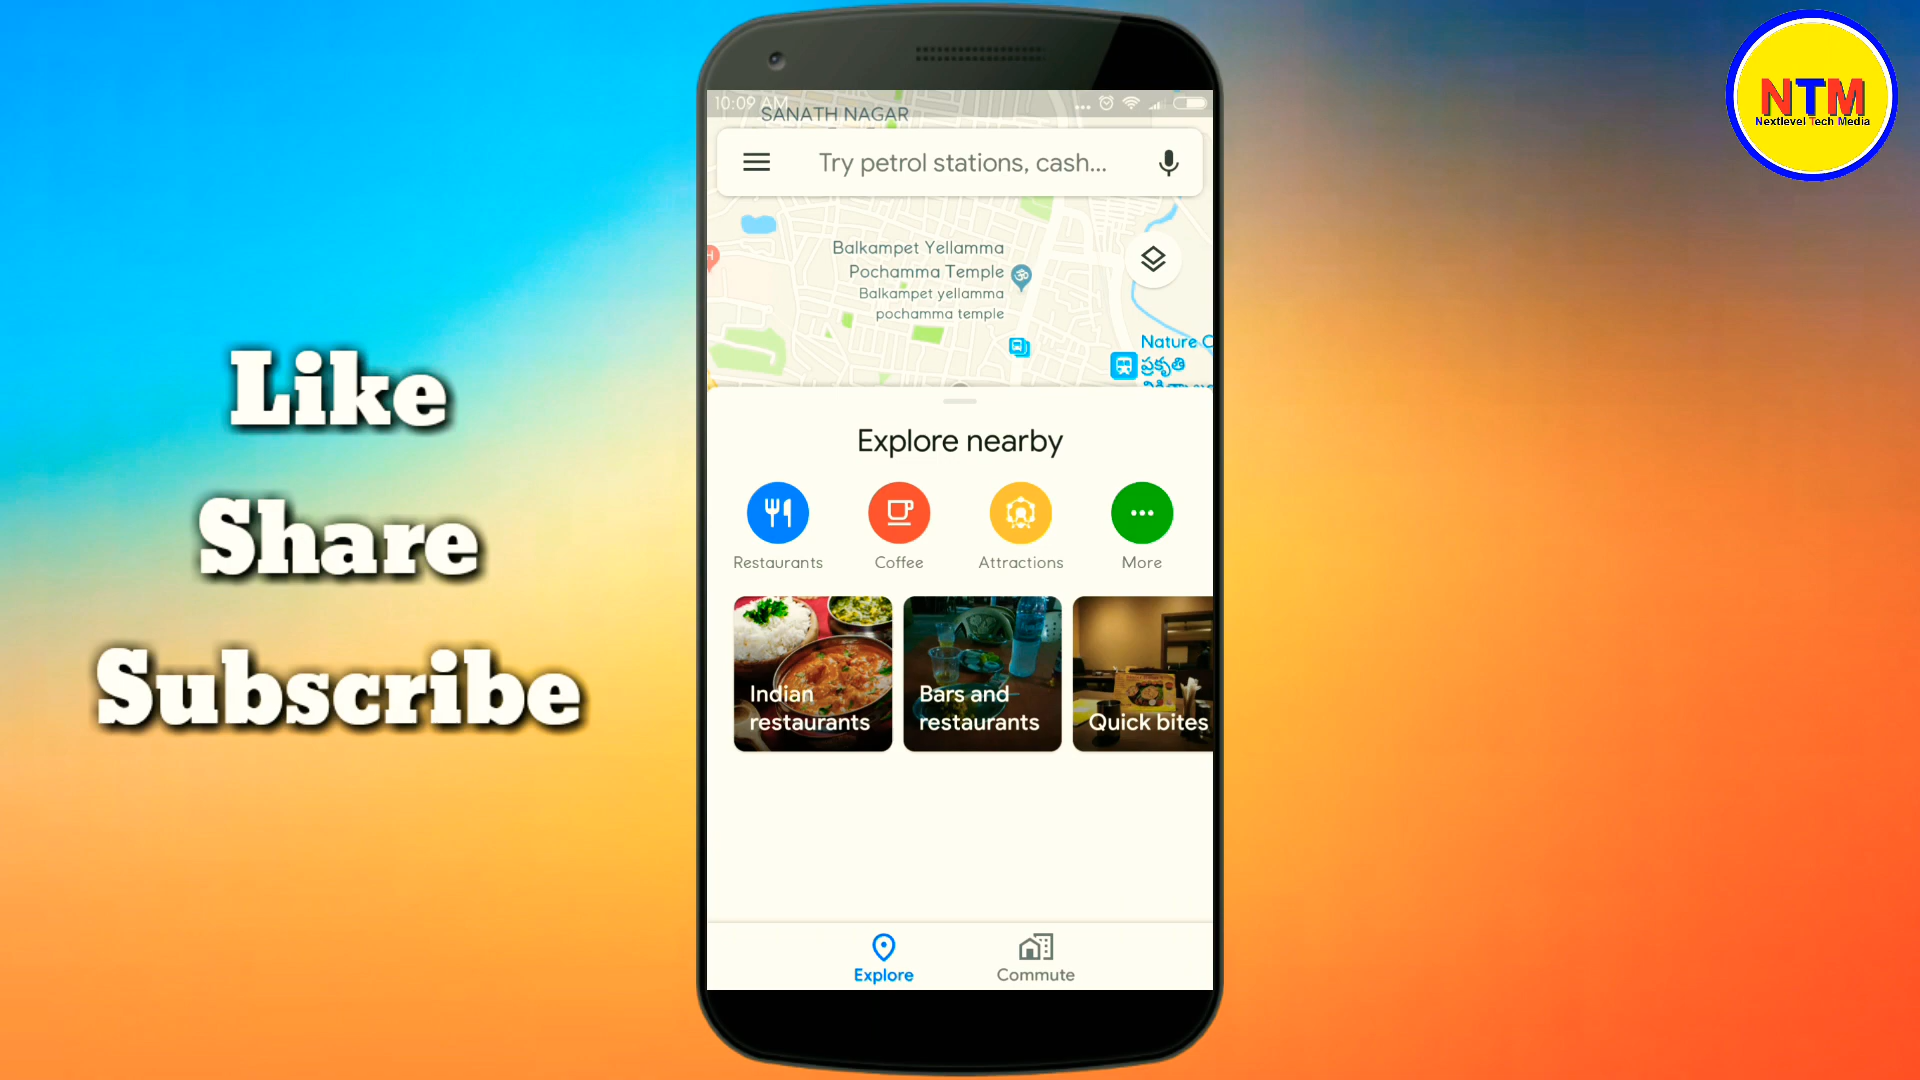 Like
Share
Subscribe
10:09 AM
SANATH NAGAR
Try petrol stations, cash...
Balkampet Yellamma
Pochamma Temple
Balkampet yellamma
pochamma temple
Nature C
ప్రకృతి
Explore nearby
Restaurants
Coffee
Attractions
More
Indian
restaurants
Bars and
restaurants
Quick bites
Explore
Commute
NTM
Nextlevel Tech Media